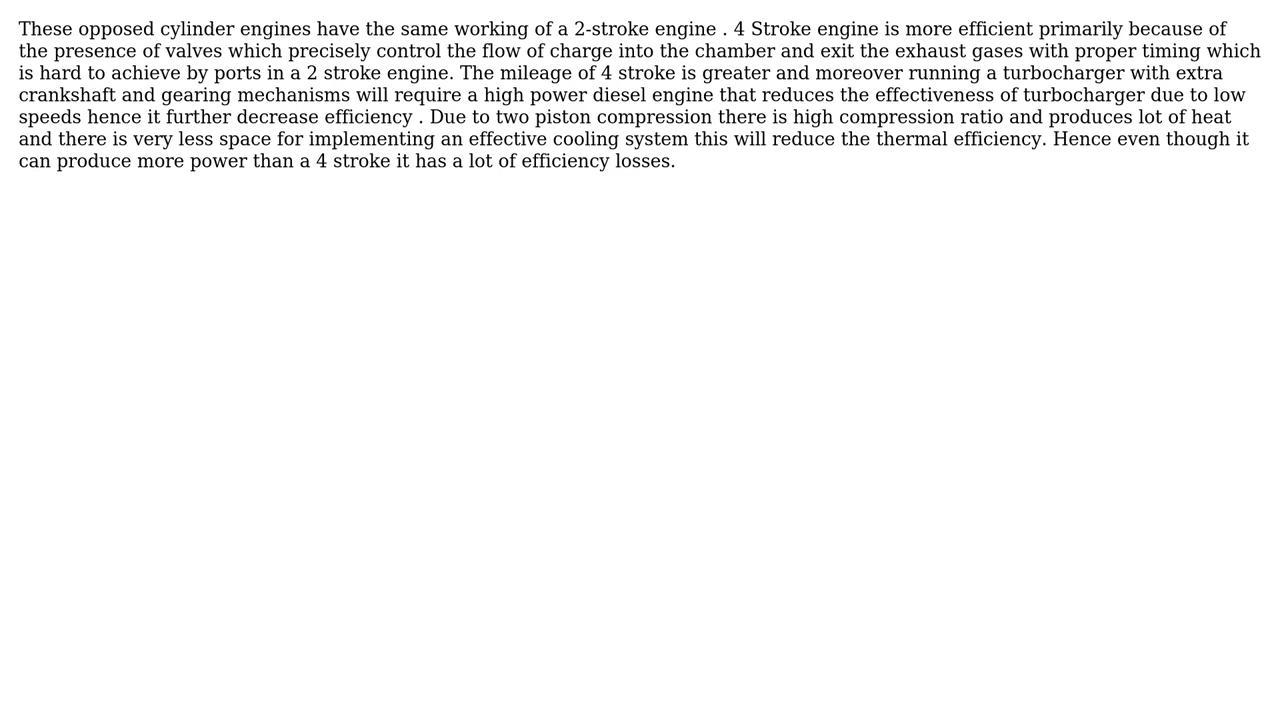 These opposed cylinder engines have the same working of a 2-stroke engine . 4 Stroke engine is more efficient primarily because of
the presence of valves which precisely control the flow of charge into the chamber and exit the exhaust gases with proper timing which
is hard to achieve by ports in a 2 stroke engine. The mileage of 4 stroke is greater and moreover running a turbocharger with extra
crankshaft and gearing mechanisms will require a high power diesel engine that reduces the effectiveness of turbocharger due to low
speeds hence it further decrease efficiency . Due to two piston compression there is high compression ratio and produces lot of heat
and there is very less space for implementing an effective cooling system this will reduce the thermal efficiency. Hence even though it
can produce more power than a 4 stroke it has a lot of efficiency losses.